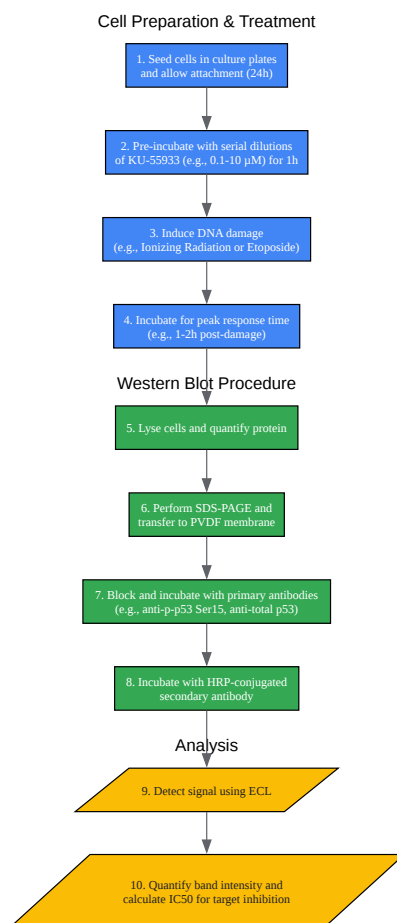 Cell Preparation & Treatment
1. Seed cells in culture plates
and allow attachment (24h)
2. Pre-incubate with serial dilutions
of KU-55933 (e.g., 0.1-10 μM) for 1h
3. Induce DNA damage
(e.g., Ionizing Radiation or Etoposide)
4. Incubate for peak response time
(e.g., 1-2h post-damage)
Western Blot Procedure
5. Lyse cells and quantify protein
6. Perform SDS-PAGE and
transfer to PVDF membrane
7. Block and incubate with primary antibodies
(e.g., anti-p-p53 Ser15, anti-total p53)
8. Incubate with HRP-conjugated
secondary antibody
Analysis
9. Detect signal using ECL
10. Quantify band intensity and
calculate IC50 for target inhibition